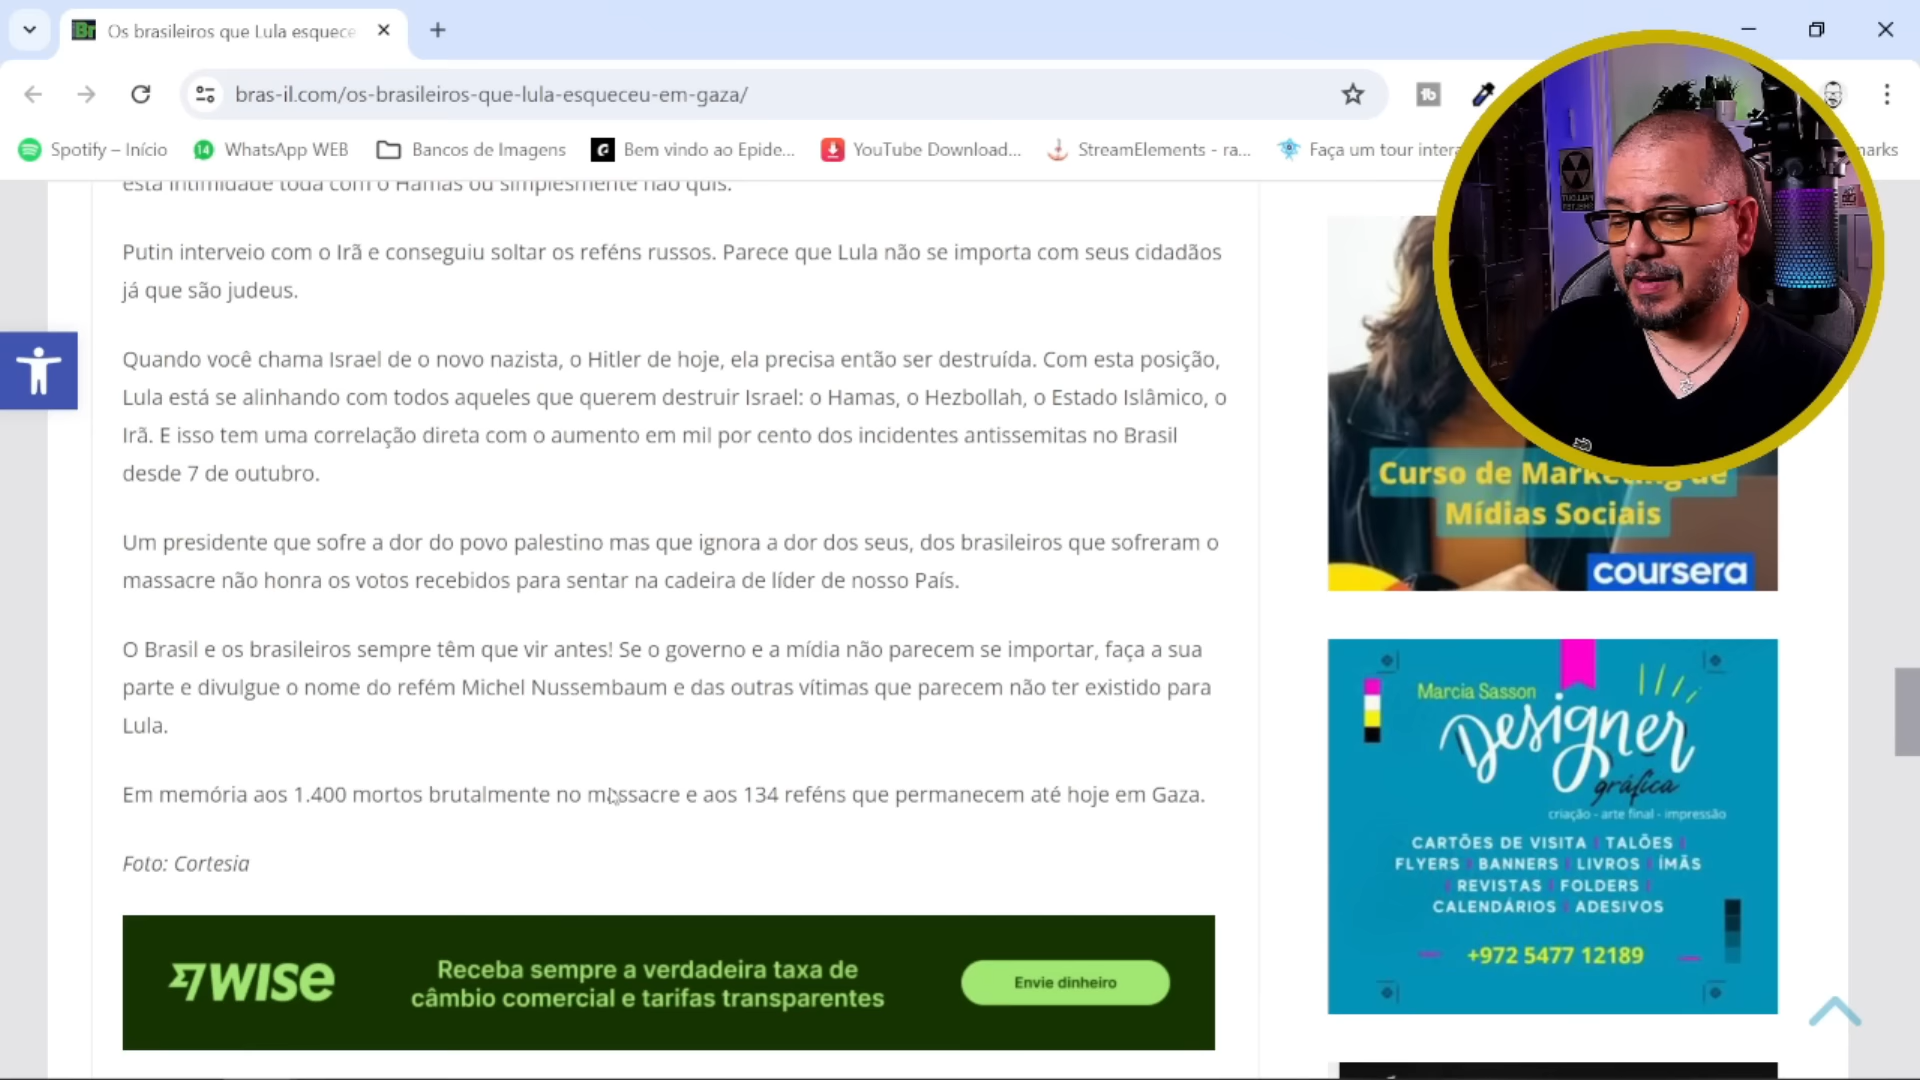 Os brasileiros que Lula esquece
bras-il.com/os-brasileiros-que-lula-esqueceu-em-gaza/
Spotify – Início
14
WhatsApp WEB
Bancos de Imagens
Bem vindo ao Epide...
YouTube Download...
StreamElements - ra...
Faça um tour intera
marks
esta intimidade toda com o Hamas ou simplesmente não quis.
Putin interveio com o Irã e conseguiu soltar os reféns russos. Parece que Lula não se importa com seus cidadãos
já que são judeus.
Quando você chama Israel de o novo nazista, o Hitler de hoje, ela precisa então ser destruída. Com esta posição,
Lula está se alinhando com todos aqueles que querem destruir Israel: o Hamas, o Hezbollah, o Estado Islâmico, o
Irã. E isso tem uma correlação direta com o aumento em mil por cento dos incidentes antissemitas no Brasil
desde 7 de outubro.
Um presidente que sofre a dor do povo palestino mas que ignora a dor dos seus, dos brasileiros que sofreram o
massacre não honra os votos recebidos para sentar na cadeira de líder de nosso País.
O Brasil e os brasileiros sempre têm que vir antes! Se o governo e a mídia não parecem se importar, faça a sua
parte e divulgue o nome do refém Michel Nussembaum e das outras vítimas que parecem não ter existido para
Lula.
Em memória aos 1.400 mortos brutalmente no massacre e aos 134 reféns que permanecem até hoje em Gaza.
Foto: Cortesia
WISE
Receba sempre a verdadeira taxa de
câmbio comercial e tarifas transparentes
Envie dinheiro
Curso de Marketing de
Mídias Sociais
coursera
Marcia Sasson
Designer
gráfica
criação - arte final - impressão
CARTÕES DE VISITA | TALÕES |
FLYERS | BANNERS | LIVROS | ÍMÃS
| REVISTAS | FOLDERS |
CALENDÁRIOS | ADESIVOS
+972 5477 12189